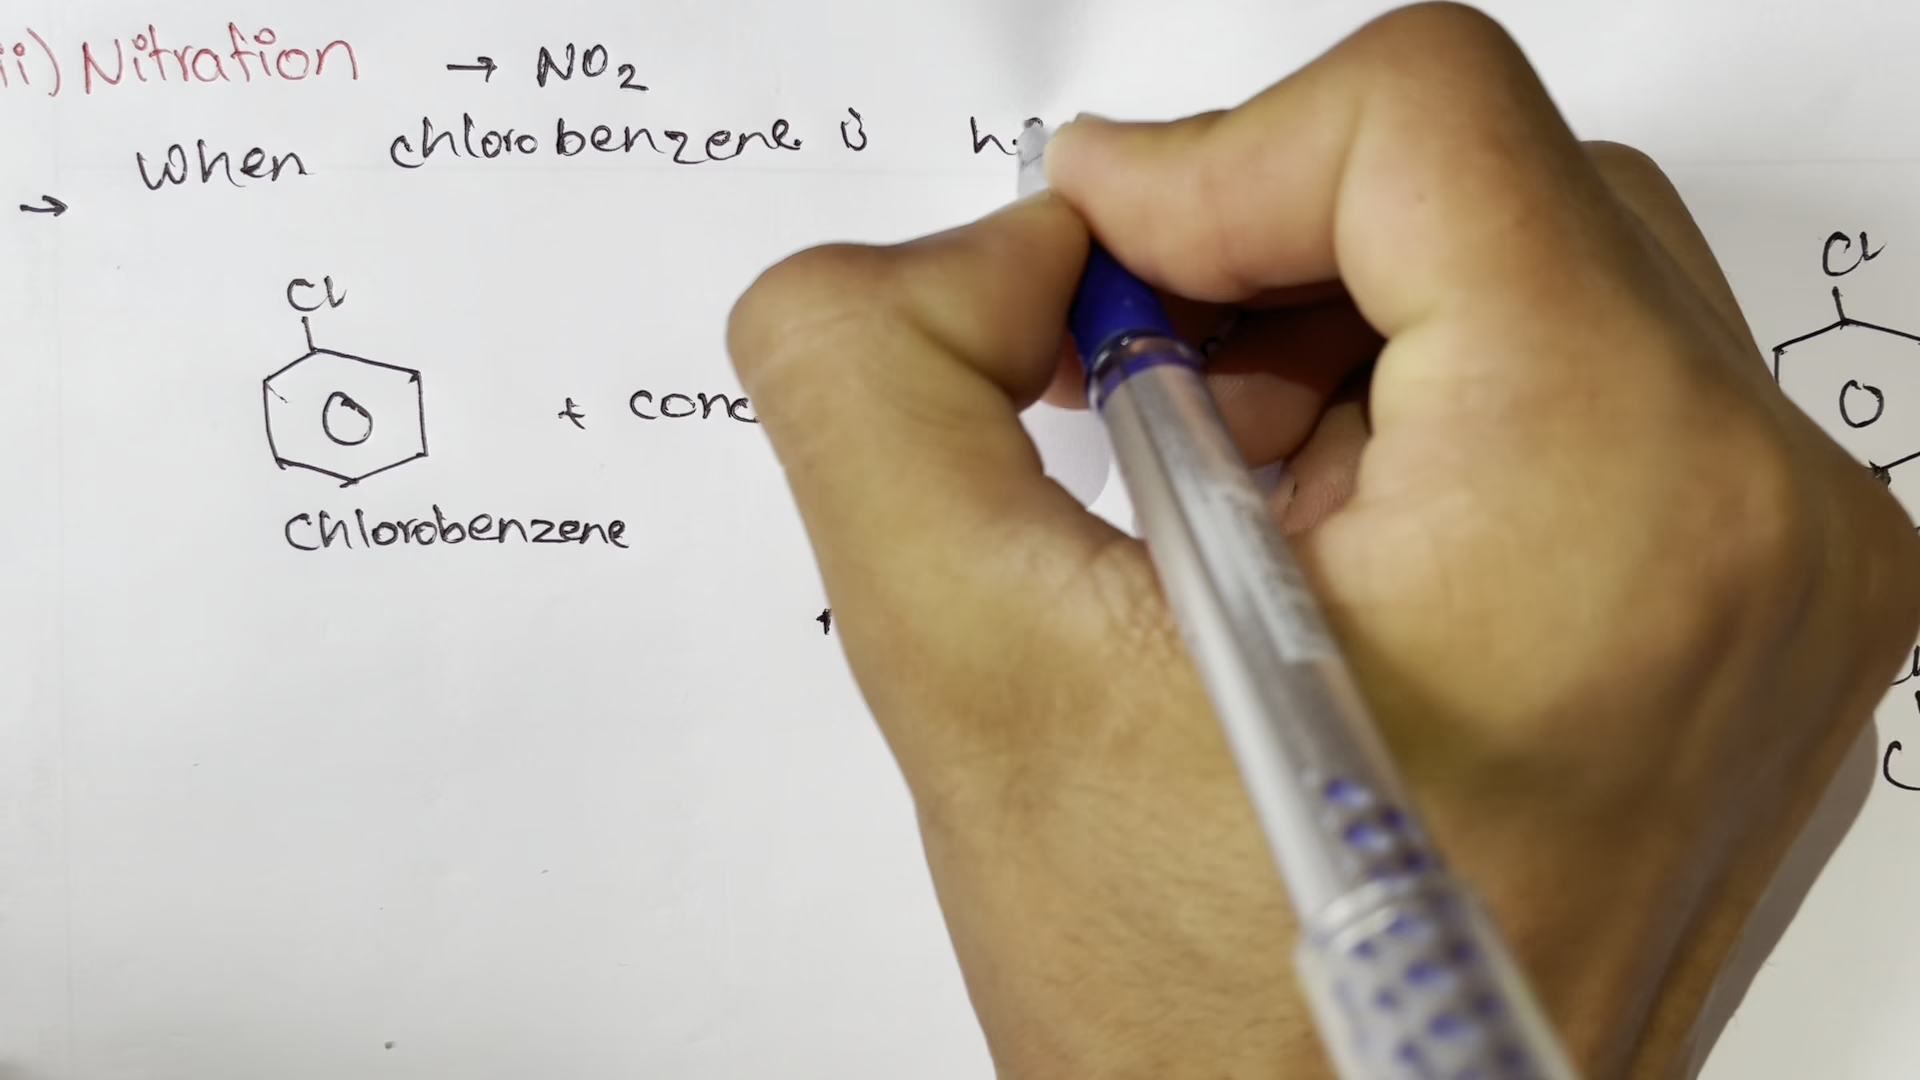 ii) Nitration → NO2
→ When chlorobenzene is
Cl
Cl
+ conc
Chlorobenzene